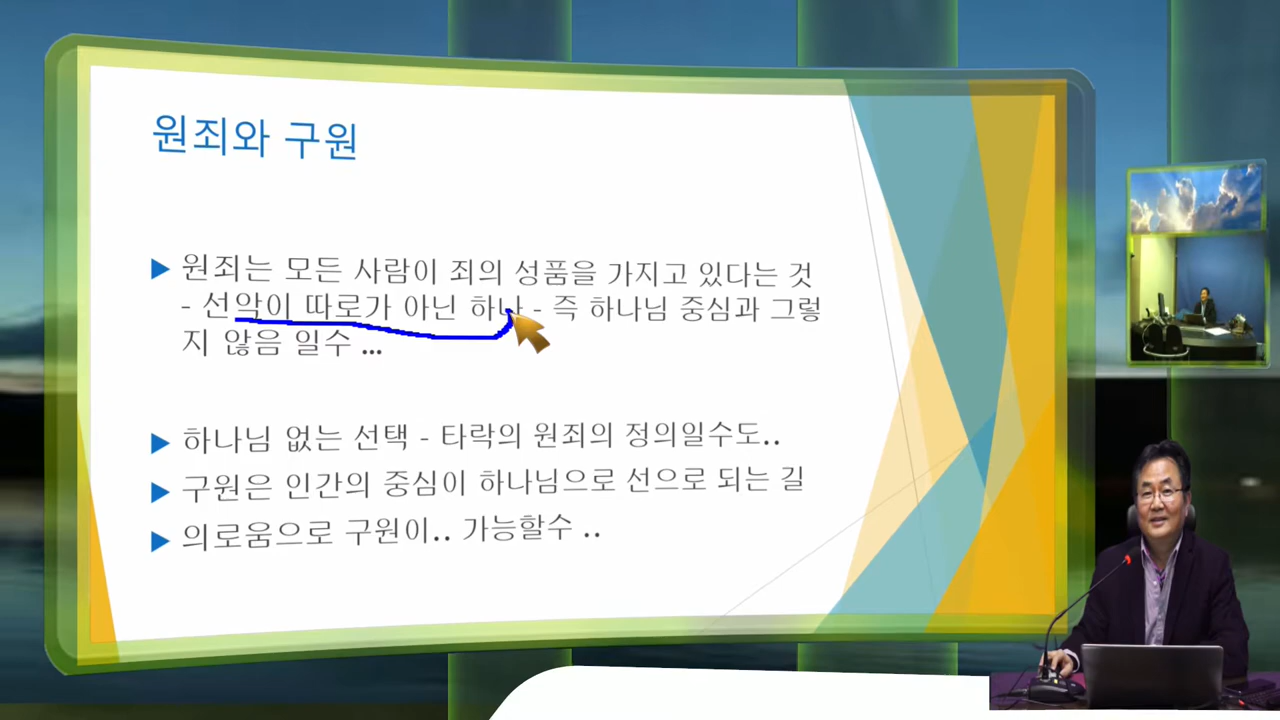 원죄와 구원
▶ 원죄는 모든 사람이 죄의 성품을 가지고 있다는 것
- 선악이 따로가 아닌 하나 - 즉 하나님 중심과 그렇
지 않음 일수 ...
▶ 하나님 없는 선택 - 타락의 원죄의 정의일수도..
▶ 구원은 인간의 중심이 하나님으로 선으로 되는 길
▶ 의로움으로 구원이.. 가능할수 ..